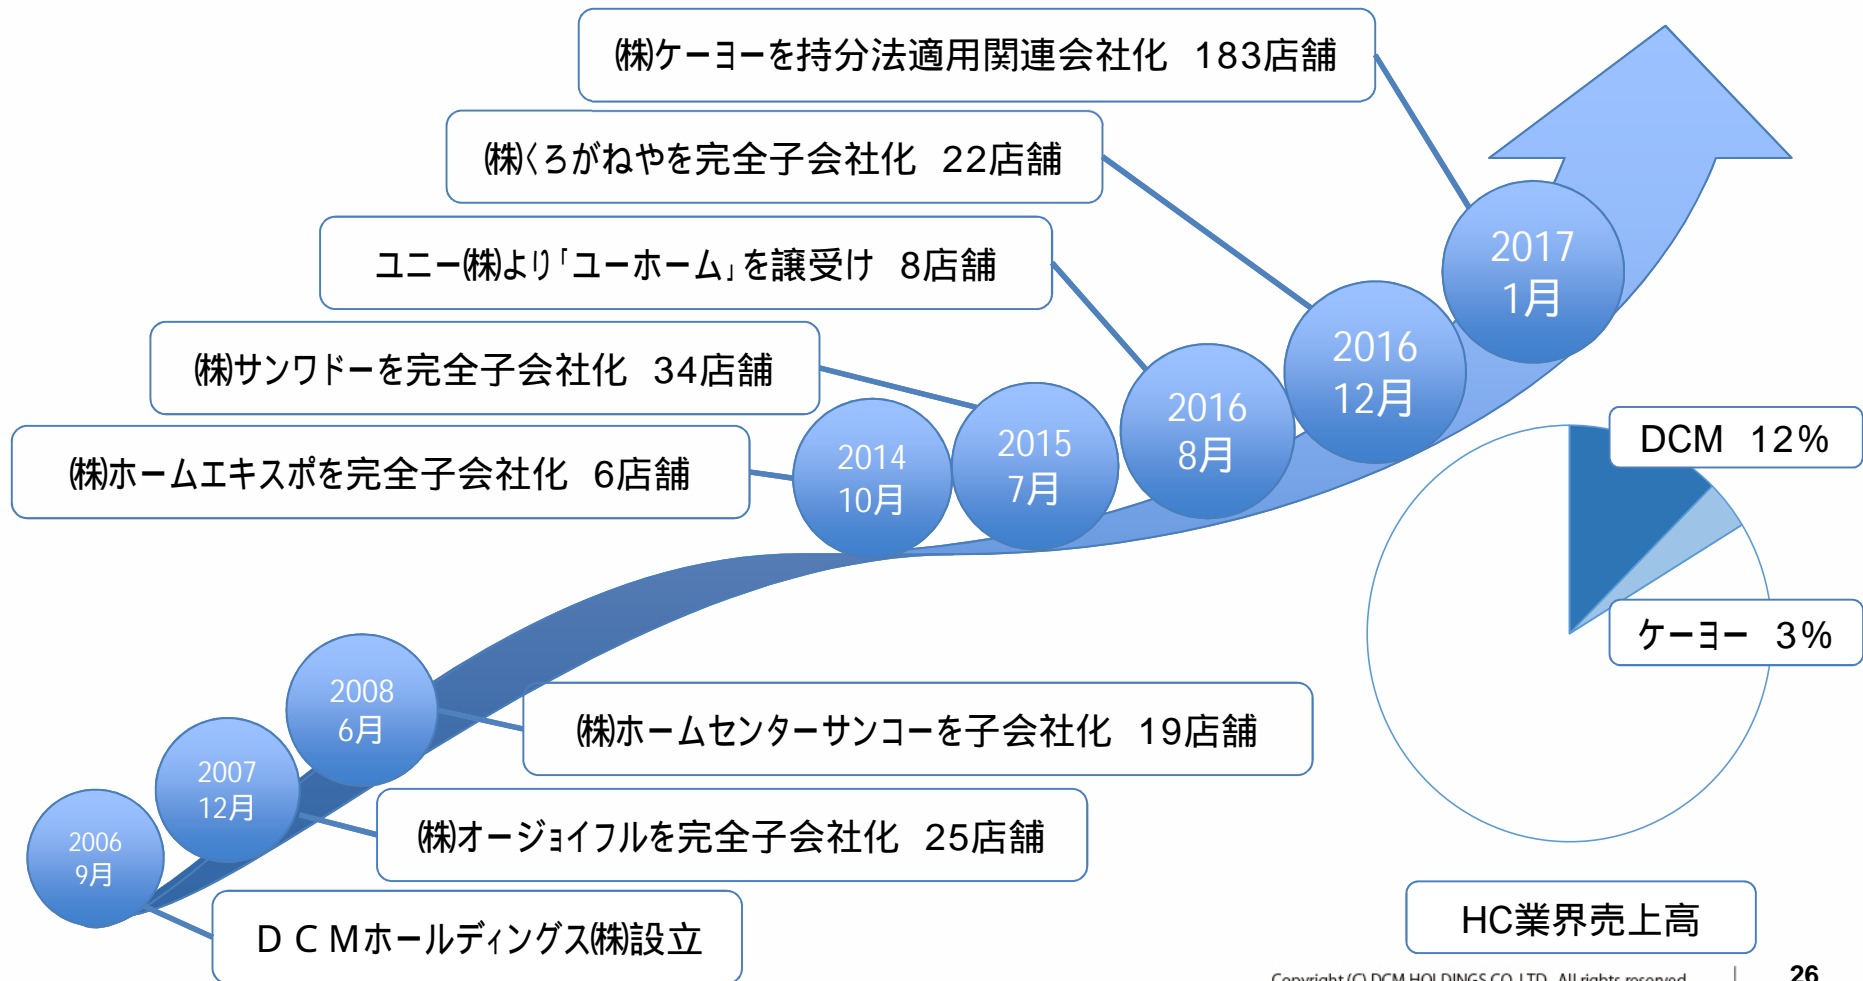 ㈱ケーヨーを持分法適用関連会社化 183店舗
㈱くろがねやを完全子会社化 22店舗
ユニー㈱より「ユーホーム」を譲受け 8店舗
㈱サンワドーを完全子会社化 34店舗
㈱ホームエキスポを完全子会社化 6店舗
2017
1月
2016
12月
2016
8月
2015
7月
2014
10月
2008
6月
2007
12月
2006
9月
㈱ホームセンターサンコーを子会社化 19店舗
㈱オージョイフルを完全子会社化 25店舗
DCMホールディングス㈱設立
DCM 12%
ケーヨー 3%
HC業界売上高
Copyright (C) DCM HOLDINGS CO.,LTD. All rights reserved.
26